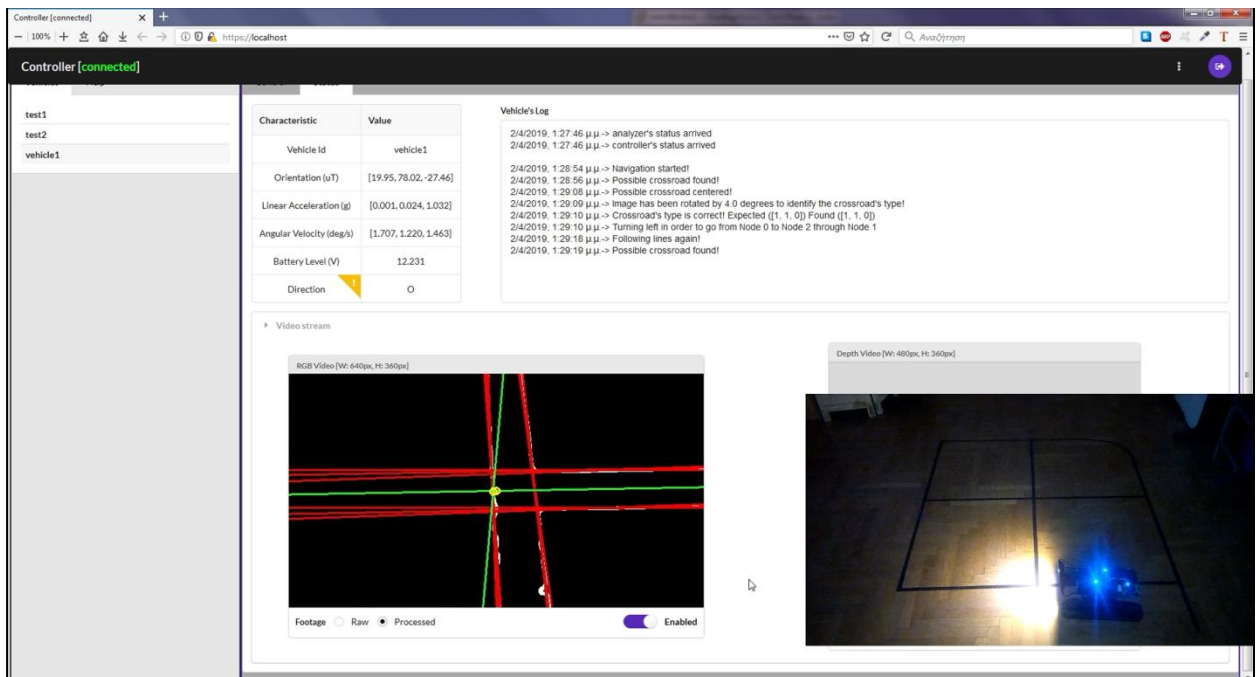 Controller [connected]
100%
https://localhost
Αναζήτηση
Controller [connected]
test1
test2
vehicle1
Characteristic Value
Vehicle Id vehicle1
Orientation (uT) [19.95, 78.02, -27.46]
Linear Acceleration (g) [0.001, 0.024, 1.032]
Angular Velocity (deg/s) [1.707, 1.220, 1.463]
Battery Level (V) 12.231
Direction O
Vehicle's Log
2/4/2019, 1:27:46 μ.μ.-> analyzer's status arrived
2/4/2019, 1:27:46 μ.μ.-> controller's status arrived
2/4/2019, 1:28:54 μ.μ.-> Navigation started!
2/4/2019, 1:28:56 μ.μ.-> Possible crossroad found!
2/4/2019, 1:29:08 μ.μ.-> Possible crossroad centered!
2/4/2019, 1:29:09 μ.μ.-> Image has been rotated by 4.0 degrees to identify the crossroad's type!
2/4/2019, 1:29:10 μ.μ.-> Crossroad's type is correct! Expected ([1, 1, 0]) Found ([1, 1, 0])
2/4/2019, 1:29:10 μ.μ.-> Turning left in order to go from Node 0 to Node 2 through Node 1
2/4/2019, 1:29:18 μ.μ.-> Following lines again!
2/4/2019, 1:29:19 μ.μ.-> Possible crossroad found!
Video stream
RGB Video [W: 640px, H: 360px]
Depth Video [W: 480px, H: 360px]
Footage Raw Processed Enabled